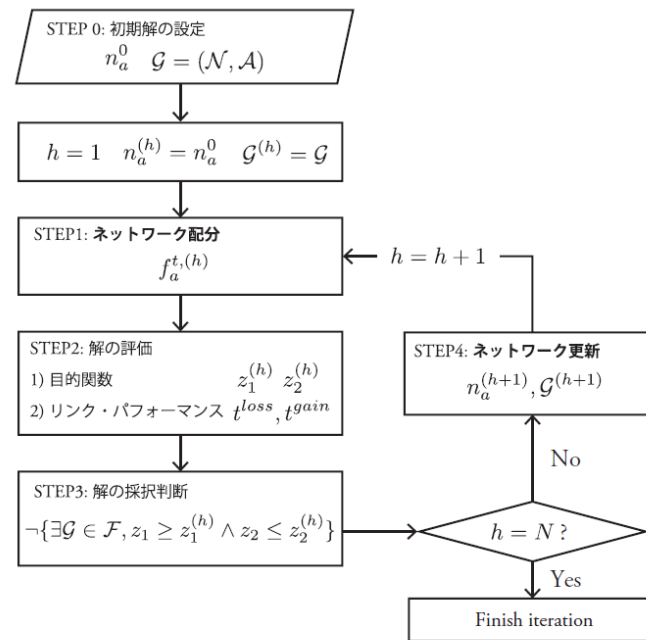 STEP 0: 初期解の設定
n_a^0 𝒢 = (𝒩, 𝒜)
h = 1 n_a^{(h)} = n_a^0 𝒢^{(h)} = 𝒢
STEP1: ネットワーク配分
f_a^{t,(h)}
h = h + 1
STEP2: 解の評価
1) 目的関数 z_1^{(h)} z_2^{(h)}
2) リンク・パフォーマンス t^{loss}, t^{gain}
STEP3: 解の採択判断
¬{∃𝒢 ∈ ℱ, z_1 ≥ z_1^{(h)} ∧ z_2 ≤ z_2^{(h)}}
STEP4: ネットワーク更新
n_a^{(h+1)}, 𝒢^{(h+1)}
No
h = N ?
Yes
Finish iteration